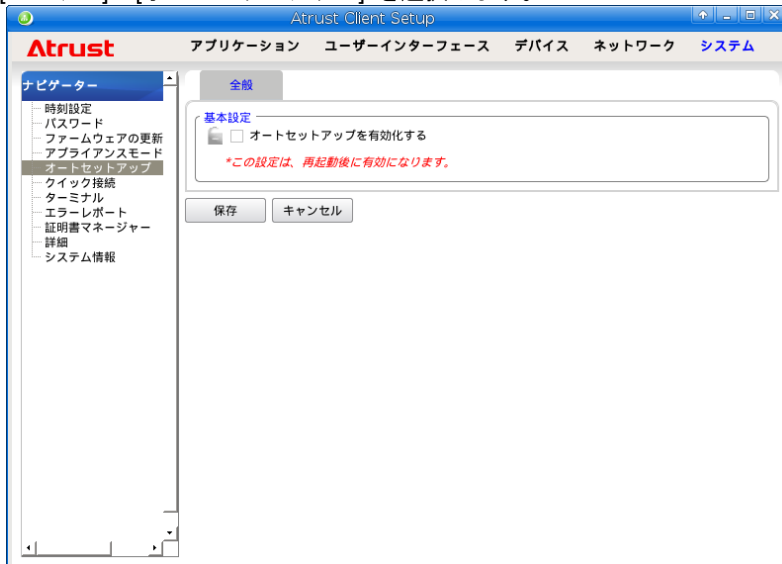 Atrust Client Setup
Atrust
アプリケーション ユーザーインターフェース デバイス ネットワーク システム
ナビゲーター
時刻設定
パスワード
ファームウェアの更新
アプライアンスモード
オートセットアップ
クイック接続
ターミナル
エラーレポート
証明書マネージャー
詳細
システム情報
全般
基本設定
オートセットアップを有効化する
*この設定は、再起動後に有効になります。
保存 キャンセル